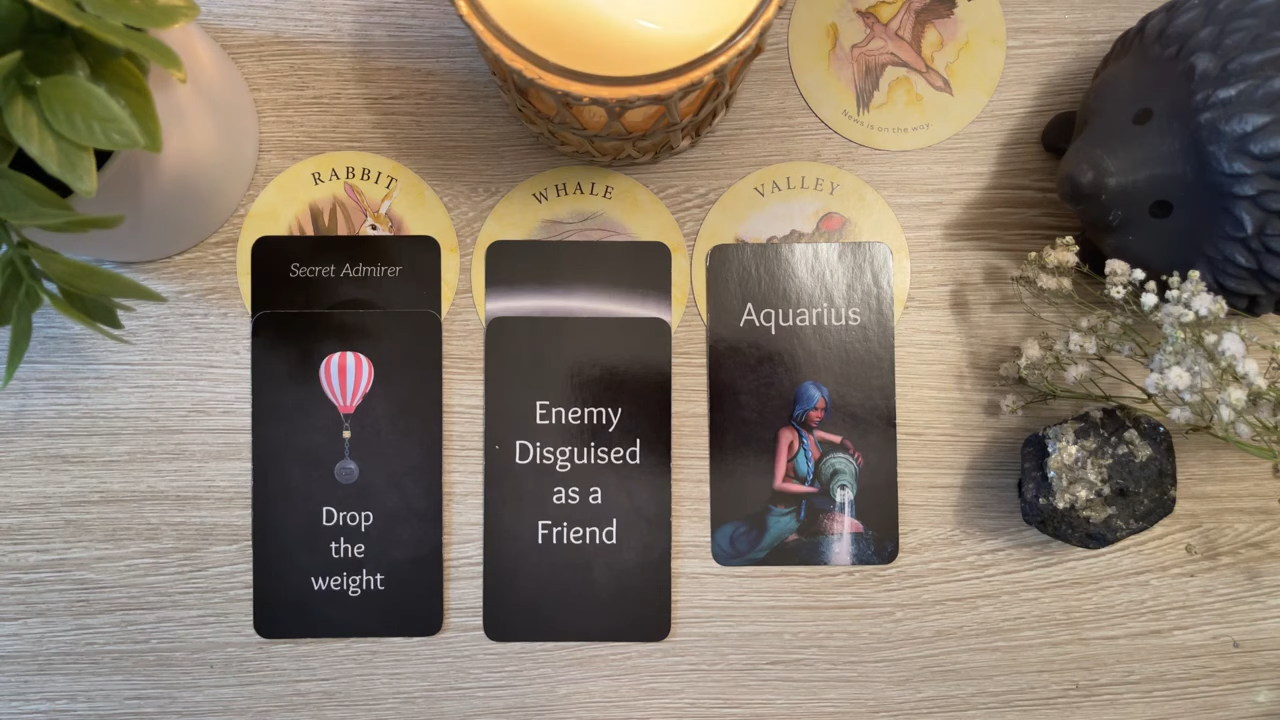 News is on the way.
RABBIT
WHALE
VALLEY
Secret Admirer
Drop
the
weight
Enemy
Disguised
as a
Friend
Aquarius